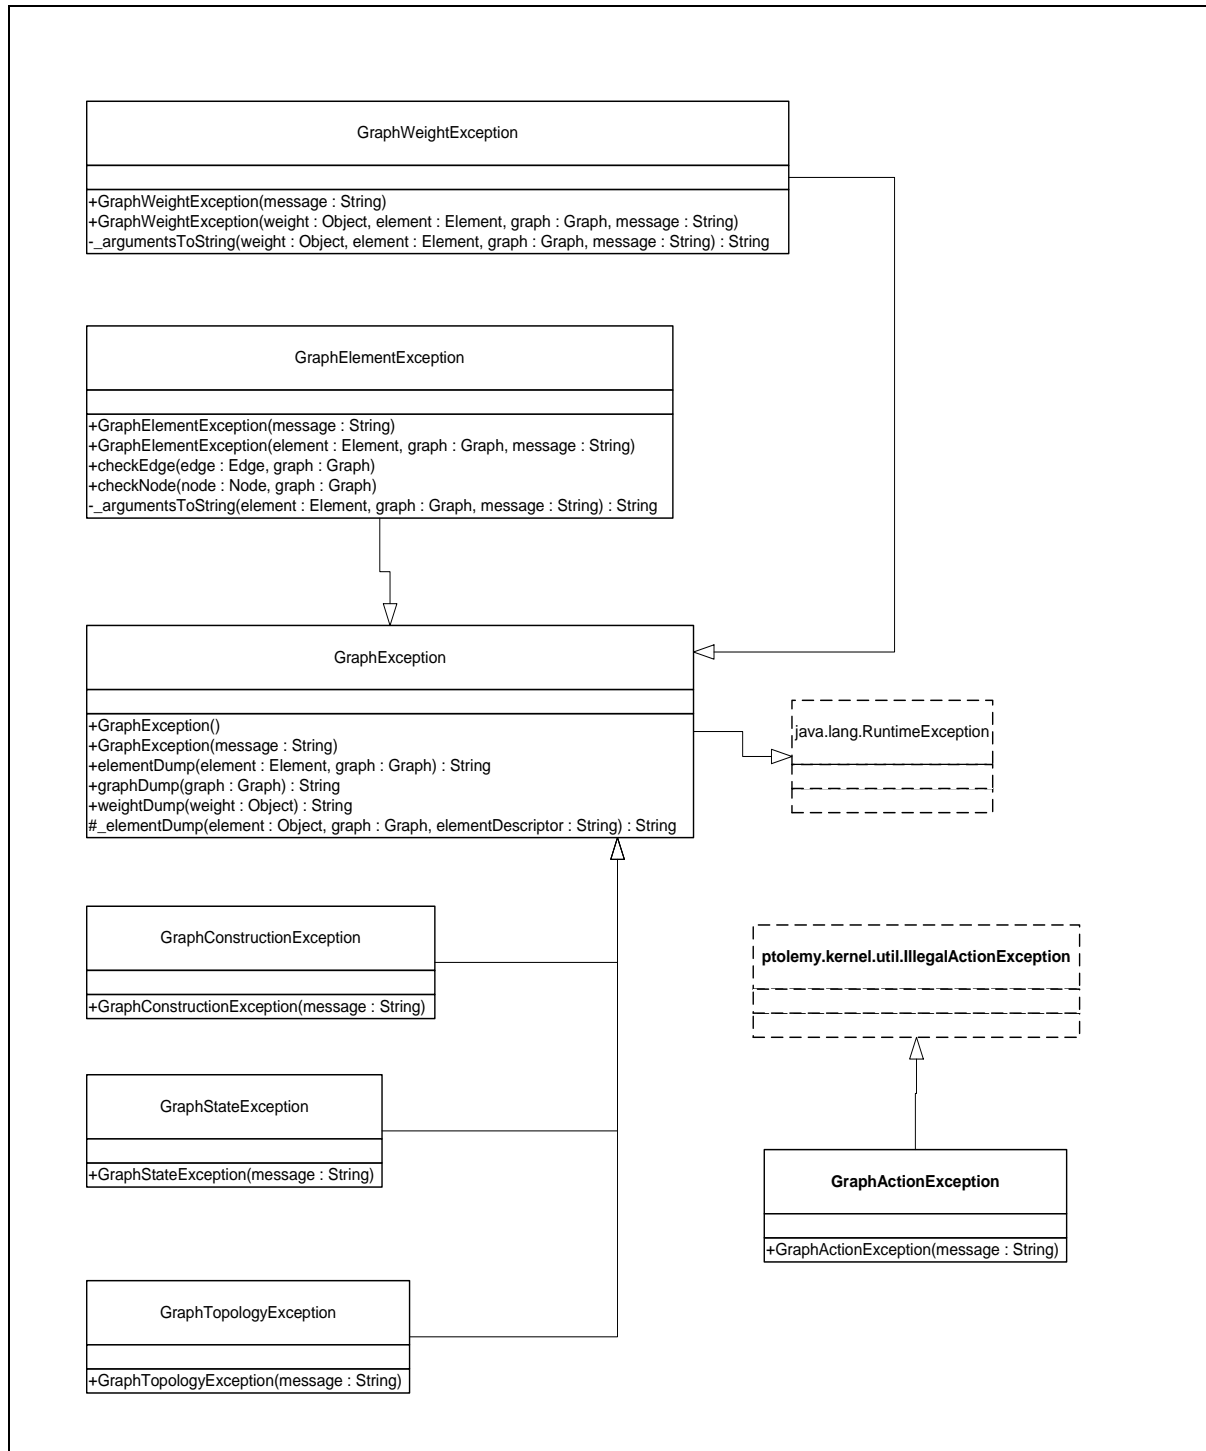 GraphWeightException
+GraphWeightException(message : String)
+GraphWeightException(weight : Object, element : Element, graph : Graph, message : String)
-_argumentsToString(weight : Object, element : Element, graph : Graph, message : String) : String
GraphElementException
+GraphElementException(message : String)
+GraphElementException(element : Element, graph : Graph, message : String)
+checkEdge(edge : Edge, graph : Graph)
+checkNode(node : Node, graph : Graph)
-_argumentsToString(element : Element, graph : Graph, message : String) : String
GraphException
+GraphException()
+GraphException(message : String)
+elementDump(element : Element, graph : Graph) : String
+graphDump(graph : Graph) : String
+weightDump(weight : Object) : String
#_elementDump(element : Object, graph : Graph, elementDescriptor : String) : String
java.lang.RuntimeException
GraphConstructionException
+GraphConstructionException(message : String)
ptolemy.kernel.util.IllegalActionException
GraphStateException
+GraphStateException(message : String)
GraphActionException
+GraphActionException(message : String)
GraphTopologyException
+GraphTopologyException(message : String)